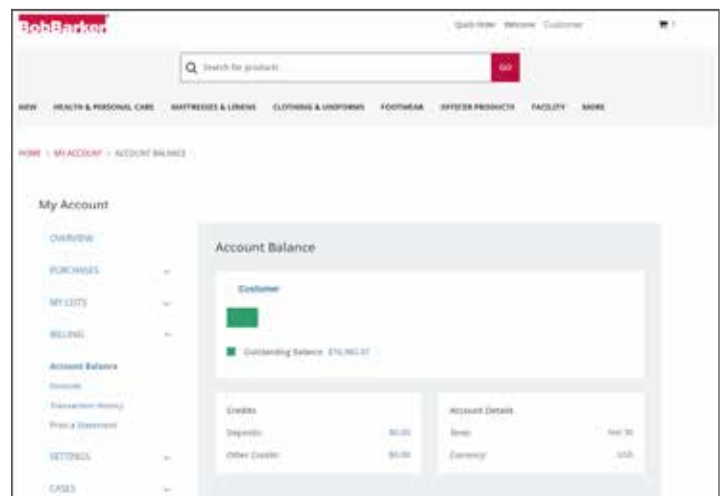 BobBarker
Quick Order Welcome Customer
Search for products
GO
NEW HEALTH & PERSONAL CARE MATTRESSES & LINENS CLOTHING & UNIFORMS FOOTWEAR OFFICER PRODUCTS FACILITY MORE
HOME > MY ACCOUNT > ACCOUNT BALANCE
My Account
OVERVIEW
PURCHASES
MY LISTS
BILLING
Account Balance
Invoices
Transaction History
Print a Statement
SETTINGS
CASES
Account Balance
Customer
Outstanding Balance
Credits
Deposits $0.00
Other Credits $0.00
Account Details
Terms Net 30
Currency USD